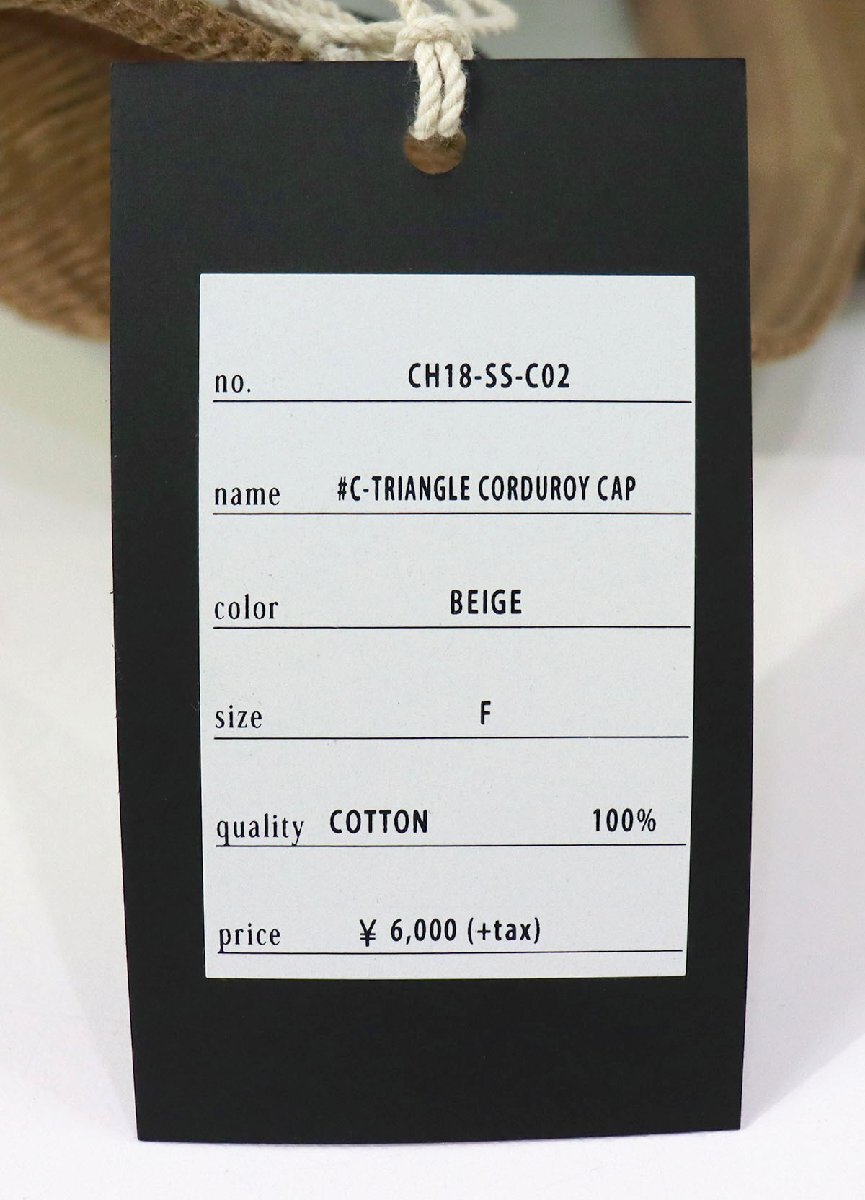 no. CH18-SS-C02
name #C-TRIANGLE CORDUROY CAP
color BEIGE
size F
quality COTTON 100%
price ¥ 6,000 (+tax)